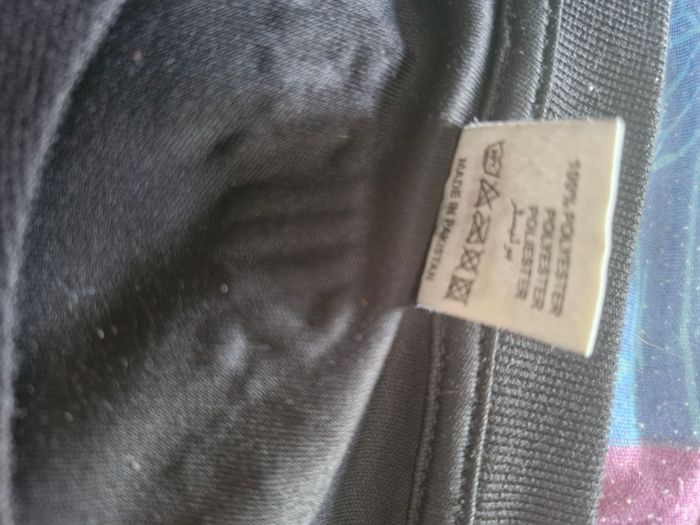 100% POLYESTER
POLYESTER
POLYESTER
MADE IN PAKISTAN